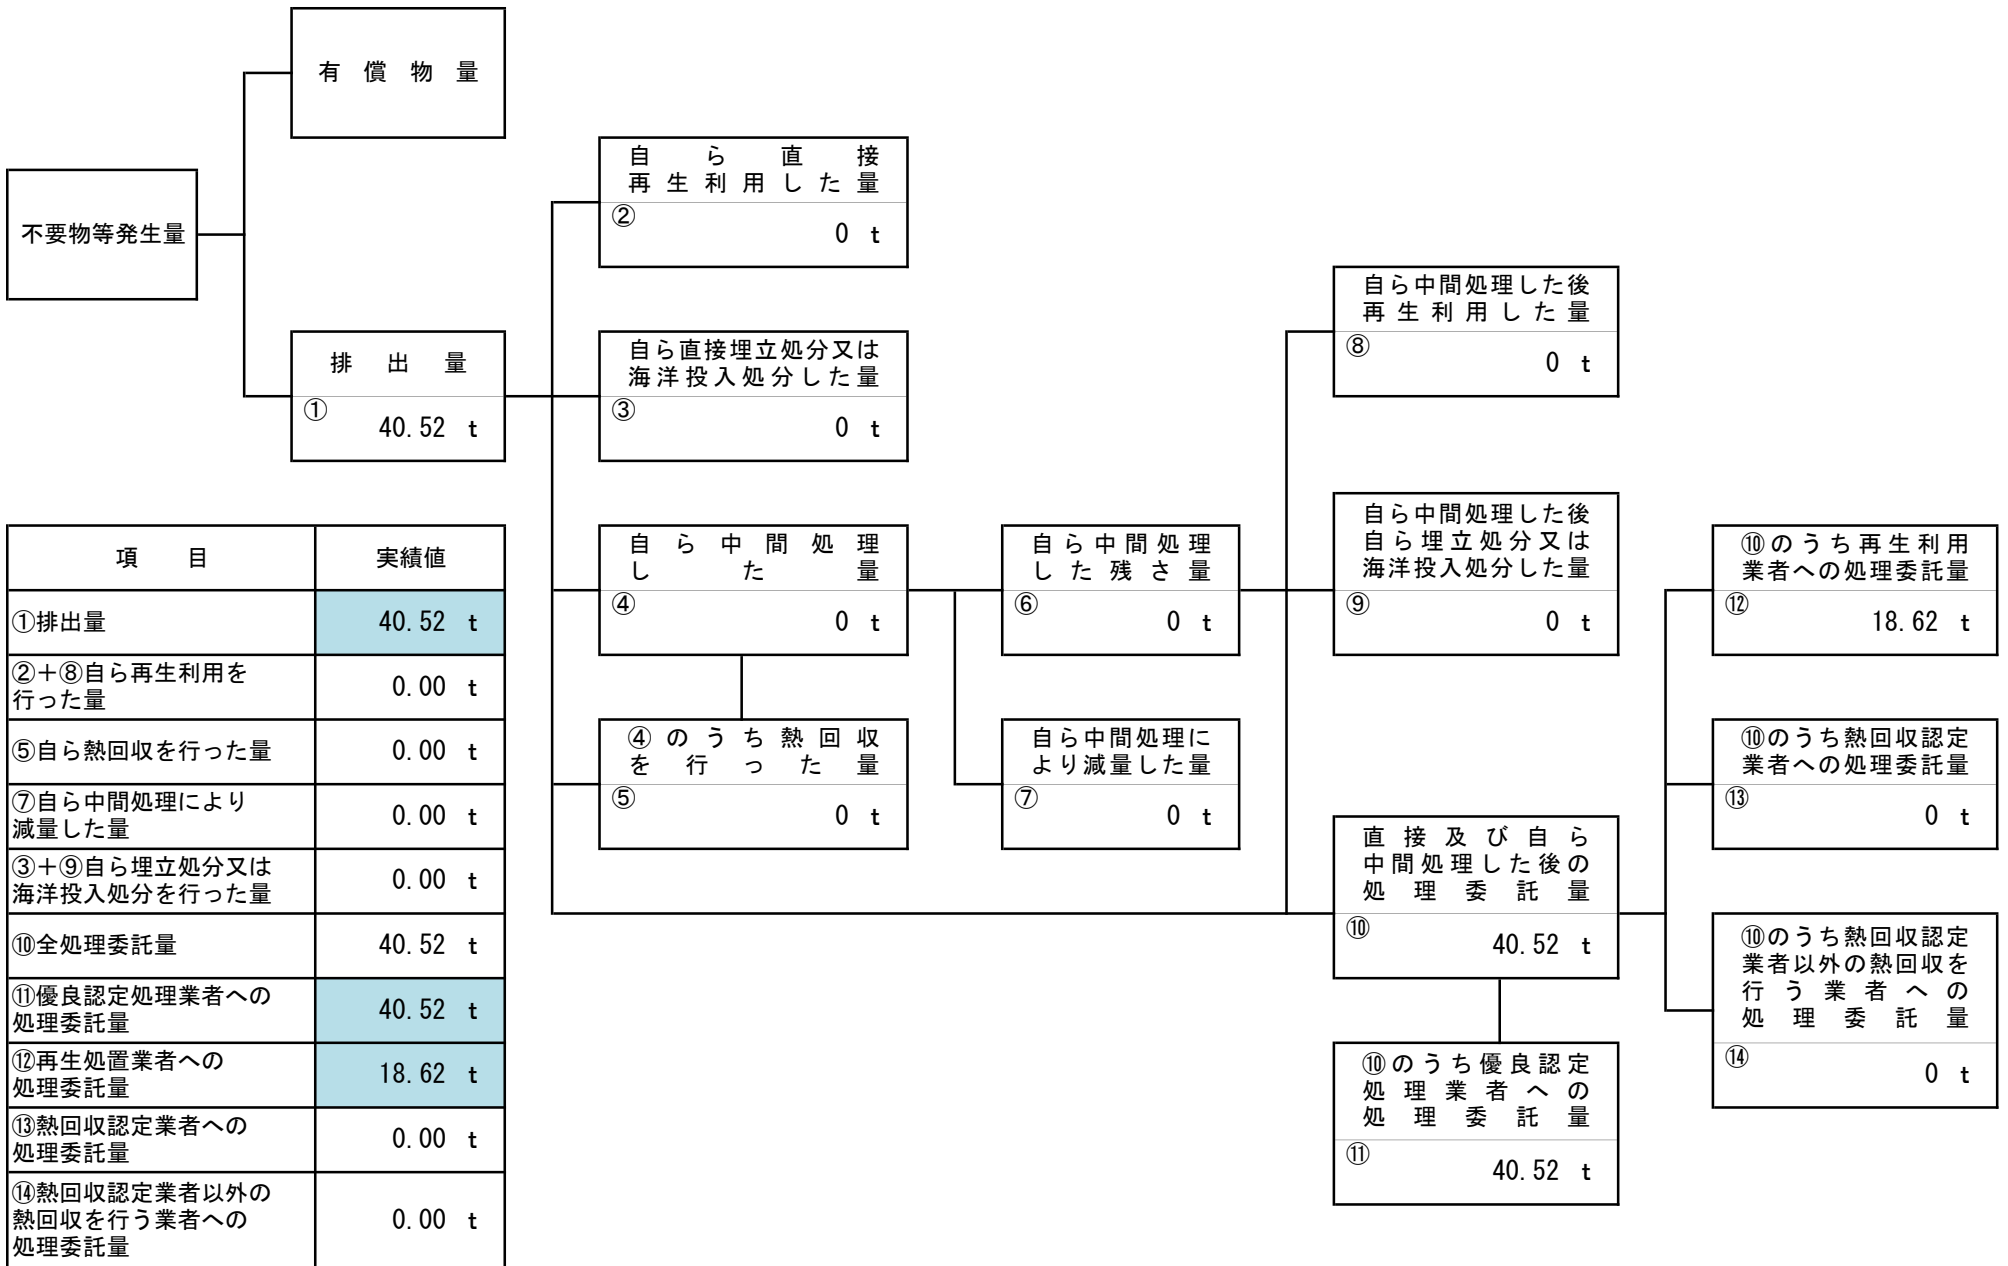 有償物量
不要物等発生量
排出量
① 40.52 t
自ら直接
再生利用した量
② 0 t
自ら直接埋立処分又は
海洋投入処分した量
③ 0 t
自ら中間処理
した量
④ 0 t
④のうち熱回収
を行った量
⑤ 0 t
自ら中間処理
した残さ量
⑥ 0 t
自ら中間処理に
より減量した量
⑦ 0 t
自ら中間処理した後
再生利用した量
⑧ 0 t
自ら中間処理した後
自ら埋立処分又は
海洋投入処分した量
⑨ 0 t
直接及び自ら
中間処理した後の
処理委託量
⑩ 40.52 t
⑩のうち優良認定
処理業者への
処理委託量
⑪ 40.52 t
⑩のうち再生利用
業者への処理委託量
⑫ 18.62 t
⑩のうち熱回収認定
業者への処理委託量
⑬ 0 t
⑩のうち熱回収認定
業者以外の熱回収を
行う業者への
処理委託量
⑭ 0 t
項目 実績値
①排出量 40.52 t
②＋⑧自ら再生利用を
行った量 0.00 t
⑤自ら熱回収を行った量 0.00 t
⑦自ら中間処理により
減量した量 0.00 t
③＋⑨自ら埋立処分又は
海洋投入処分を行った量 0.00 t
⑩全処理委託量 40.52 t
⑪優良認定処理業者への
処理委託量 40.52 t
⑫再生処置業者への
処理委託量 18.62 t
⑬熱回収認定業者への
処理委託量 0.00 t
⑭熱回収認定業者以外の
熱回収を行う業者への
処理委託量 0.00 t